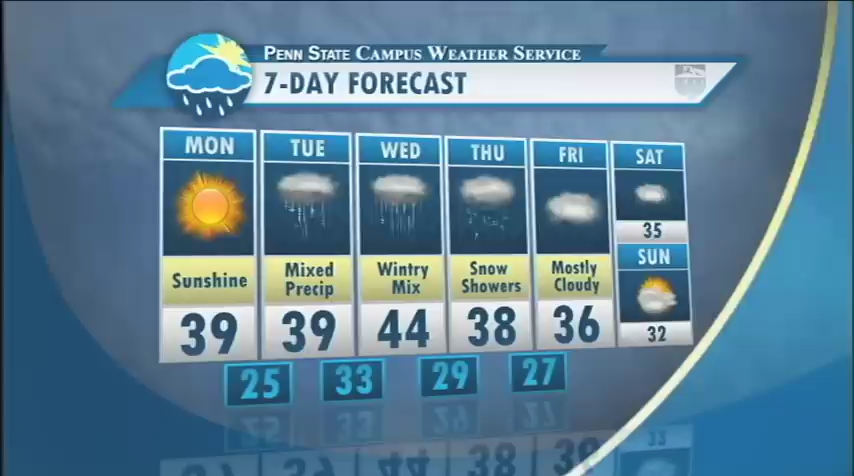 PENN STATE CAMPUS WEATHER SERVICE
7-DAY FORECAST
MON
TUE
WED
THU
FRI
SAT
35
SUN
32
Sunshine
Mixed
Precip
Wintry
Mix
Snow
Showers
Mostly
Cloudy
39
39
44
38
36
25
33
29
27